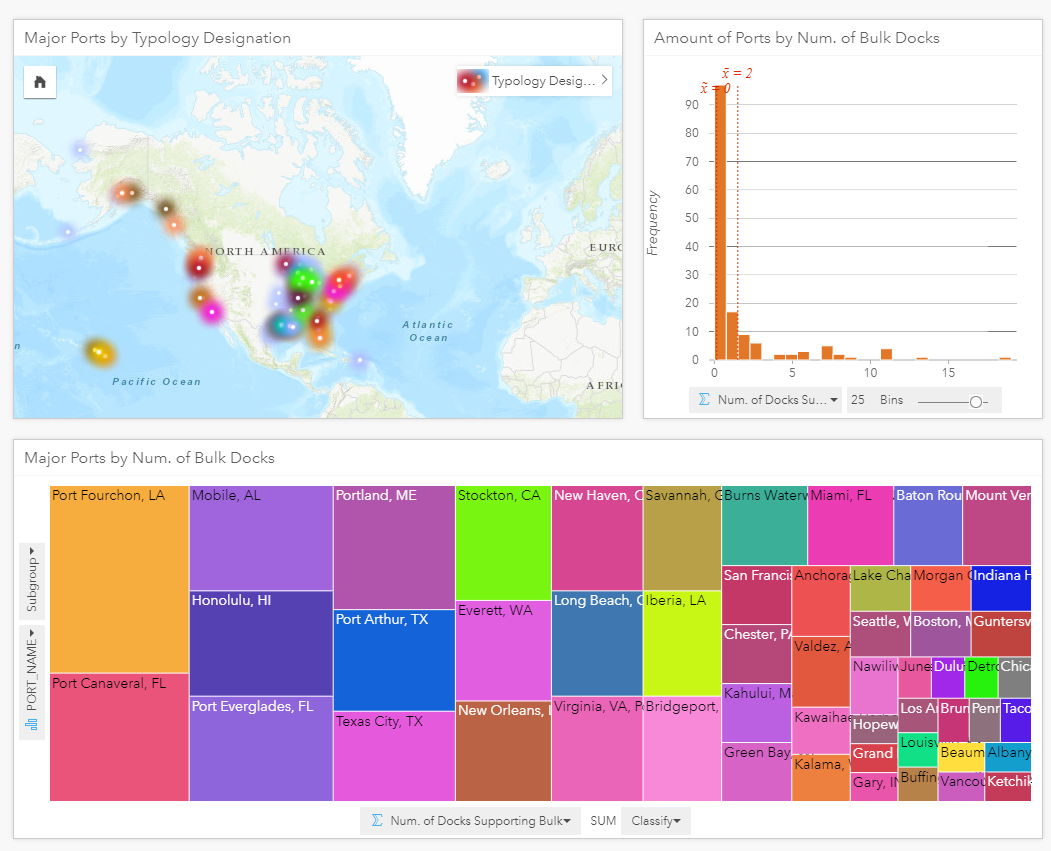 Major Ports by Typology Designation
Typology Desig...
NORTH AMERICA
EURO
Atlantic
Ocean
Pacific Ocean
n
AFRI
Amount of Ports by Num. of Bulk Docks
x̄ = 2
x̃ = 0
90
80
70
60
50
40
30
20
10
0
Frequency
0 5 10 15
Num. of Docks Su...
25 Bins
Major Ports by Num. of Bulk Docks
Subgroup
PORT_NAME
Port Fourchon, LA
Port Canaveral, FL
Mobile, AL
Honolulu, HI
Port Everglades, FL
Portland, ME
Port Arthur, TX
Texas City, TX
Stockton, CA
Everett, WA
New Orleans, L
New Haven, C
Long Beach, C
Virginia, VA, P
Savannah, G
Iberia, LA
Bridgeport,
Burns Waterw
Miami, FL
Baton Rou
Mount Ver
San Francis
Chester, PA
Kahului, M
Green Bay,
Anchorag
Valdez, A
Kawaihae
Kalama,
Lake Cha
Morgan C
Indiana H
Seattle, W
Boston, M
Guntersv
Nawiliw
June
Dulu
Detr
Chica
Hopew
Grand
Gary, IN
Los A
Brun
Penr
Taco
Louisv
Buffin
Beaum
Albany
Vancou
Ketchik
Num. of Docks Supporting Bulk
SUM
Classify